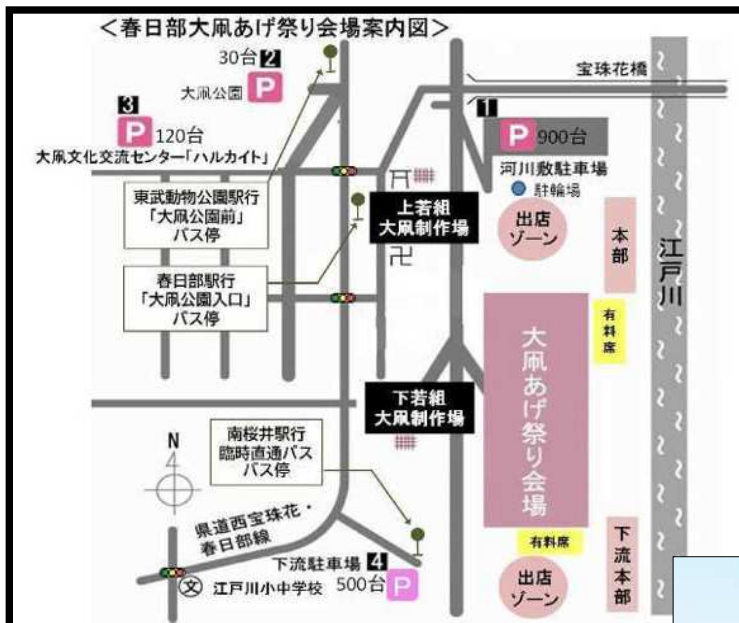 ＜春日部大凧あげ祭り会場案内図＞
30台 2
大凧公園 P
3
P 120台
大凧文化交流センター「ハルカイト」
宝珠花橋
1
P 900台
河川敷駐車場
駐輪場
東武動物公園駅行
「大凧公園前」
バス停
上若組
大凧制作場
出店
ゾーン
本部
江戸川
春日部駅行
「大凧公園入口」
バス停
卍
有料席
大凧あげ祭り会場
下若組
大凧制作場
南桜井駅行
臨時直通バス
バス停
N
県道西宝珠花・
春日部線
有料席
下流本部
下流駐車場 4
500台 P
文 江戸川小中学校
出店
ゾーン